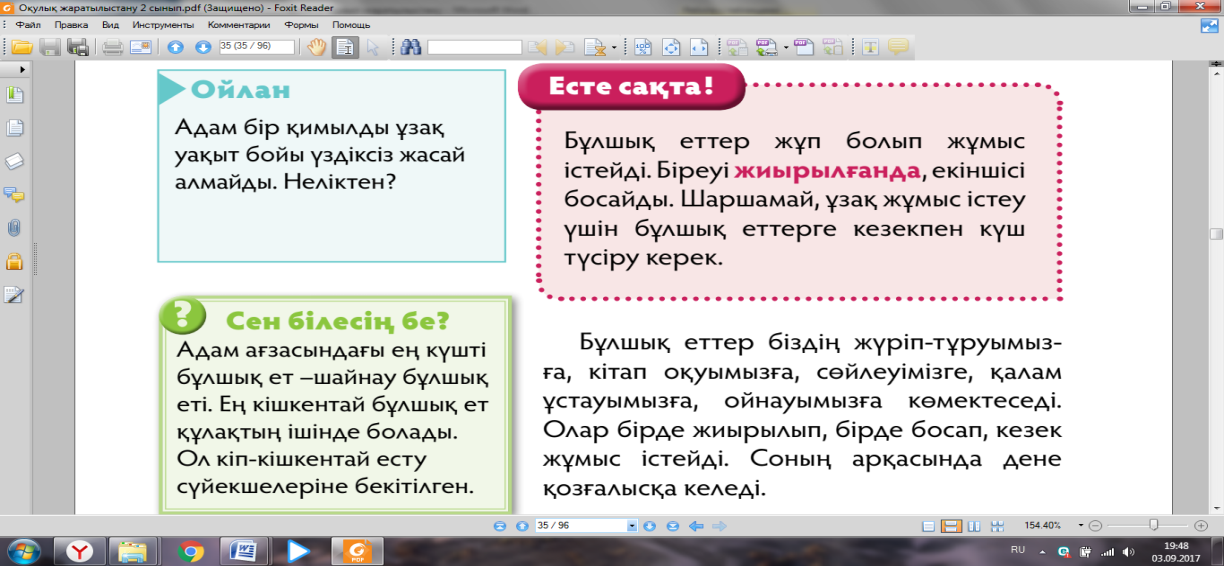 Оқулық жаратылыстану 2 сынып.pdf (Защищено) - Foxit Reader
Файл Правка Вид Инструменты Комментарии Формы Помощь
35 (35 / 96)
Ойлан
Адам бір қимылды ұзақ
уақыт бойы үздіксіз жасай
алмайды. Неліктен?
Есте сақта!
Бұлшық еттер жұп болып жұмыс
істейді. Біреуі жиырылғанда, екіншісі
босайды. Шаршамай, ұзақ жұмыс істеу
үшін бұлшық еттерге кезекпен күш
түсіру керек.
? Сен білесің бе?
Адам ағзасындағы ең күшті
бұлшық ет –шайнау бұлшық
еті. Ең кішкентай бұлшық ет
құлақтың ішінде болады.
Ол кіп-кішкентай есту
сүйекшелеріне бекітілген.
Бұлшық еттер біздің жүріп-тұруымыз-
ға, кітап оқуымызға, сөйлеуімізге, қалам
ұстауымызға, ойнауымызға көмектеседі.
Олар бірде жиырылып, бірде босап, кезек
жұмыс істейді. Соның арқасында дене
қозғалысқа келеді.
35 / 96
154.40%
RU
19:48
03.09.2017